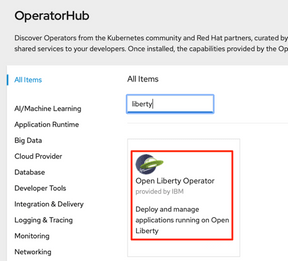 OperatorHub
Discover Operators from the Kubernetes community and Red Hat partners, curated by
shared services to your developers. Once installed, the capabilities provided by the Op
All Items
All Items
liberty
AI/Machine Learning
Application Runtime
Big Data
Cloud Provider
Database
Developer Tools
Integration & Delivery
Logging & Tracing
Monitoring
Networking
Open Liberty Operator
provided by IBM
Deploy and manage
applications running on Open
Liberty